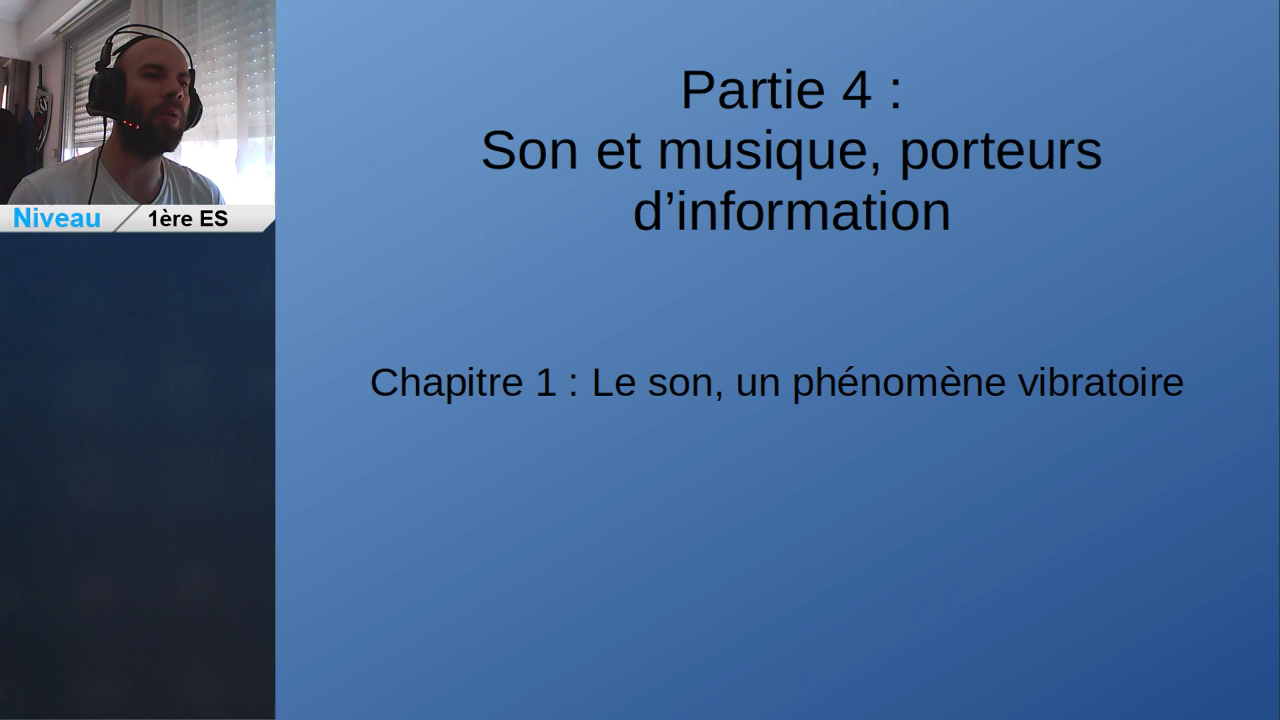 Niveau
1ère ES
Partie 4 :
Son et musique, porteurs
d’information
Chapitre 1 : Le son, un phénomène vibratoire